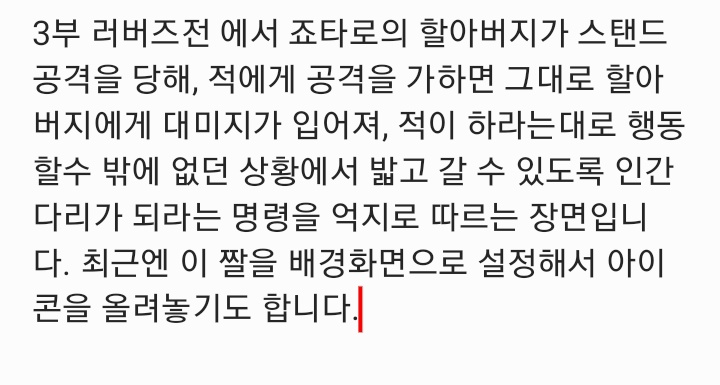 3부 러버즈전 에서 죠타로의 할아버지가 스탠드
공격을 당해, 적에게 공격을 가하면 그대로 할아
버지에게 대미지가 입어져, 적이 하라는대로 행동
할수 밖에 없던 상황에서 밟고 갈 수 있도록 인간
다리가 되라는 명령을 억지로 따르는 장면입니
다. 최근엔 이 짤을 배경화면으로 설정해서 아이
콘을 올려놓기도 합니다.